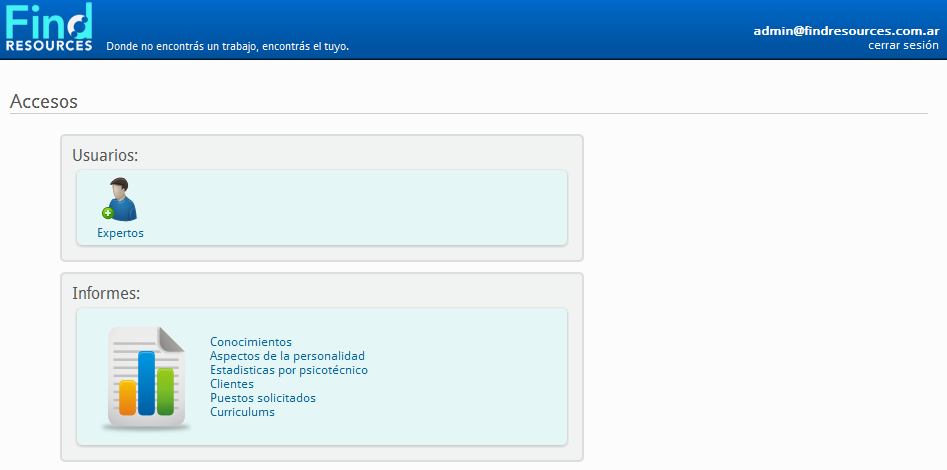 Find
RESOURCES
Donde no encontrás un trabajo, encontrás el tuyo.
admin@findresources.com.ar
cerrar sesión
Accesos
Usuarios:
Expertos
Informes:
Conocimientos
Aspectos de la personalidad
Estadisticas por psicotécnico
Clientes
Puestos solicitados
Curriculums